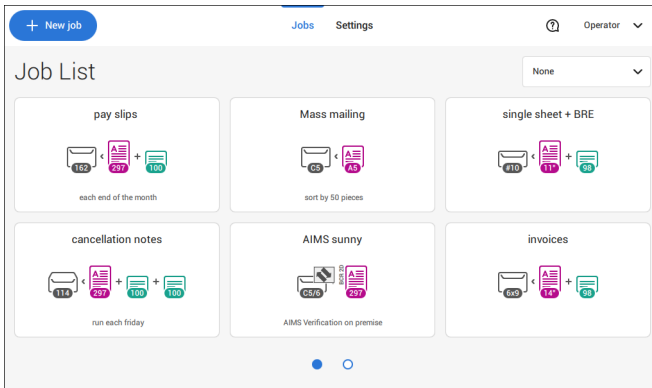 + New job
Jobs
Settings
Operator
Job List
None
pay slips
162
297
100
each end of the month
Mass mailing
C5
A5
sort by 50 pieces
single sheet + BRE
#10
11"
98
cancellation notes
114
297
100
100
run each friday
AIMS sunny
C5/6
BCR 2D
297
AIMS Verification on premise
invoices
6x9
14"
98